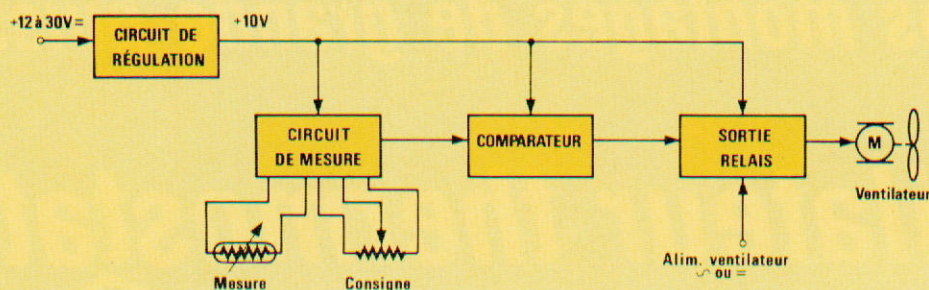 +12 à 30V=
CIRCUIT DE
RÉGULATION
+10V
CIRCUIT
DE MESURE
COMPARATEUR
SORTIE
RELAIS
M
Ventilateur
Mesure
Consigne
Alim. ventilateur
∿ ou =